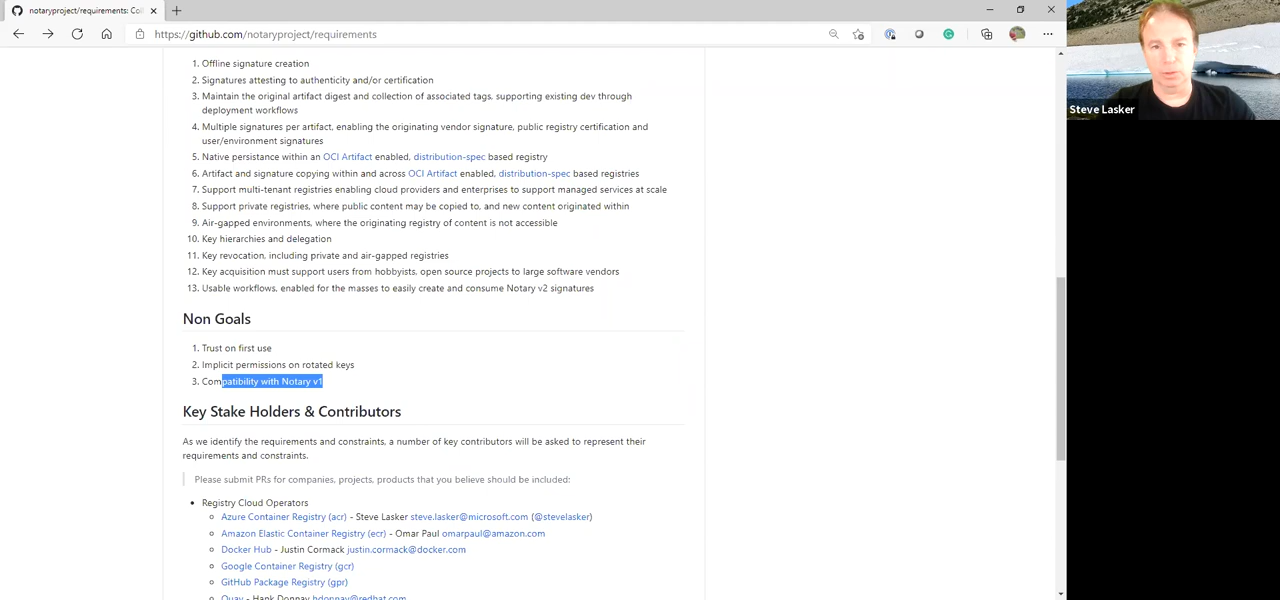 notaryproject/requirements: Col
https://github.com/notaryproject/requirements
1. Offline signature creation
2. Signatures attesting to authenticity and/or certification
3. Maintain the original artifact digest and collection of associated tags, supporting existing dev through
deployment workflows
4. Multiple signatures per artifact, enabling the originating vendor signature, public registry certification and
user/environment signatures
5. Native persistance within an OCI Artifact enabled, distribution-spec based registry
6. Artifact and signature copying within and across OCI Artifact enabled, distribution-spec based registries
7. Support multi-tenant registries enabling cloud providers and enterprises to support managed services at scale
8. Support private registries, where public content may be copied to, and new content originated within
9. Air-gapped environments, where the originating registry of content is not accessible
10. Key hierarchies and delegation
11. Key revocation, including private and air-gapped registries
12. Key acquisition must support users from hobbyists, open source projects to large software vendors
13. Usable workflows, enabled for the masses to easily create and consume Notary v2 signatures
Non Goals
1. Trust on first use
2. Implicit permissions on rotated keys
3. Compatibility with Notary v1
Key Stake Holders & Contributors
As we identify the requirements and constraints, a number of key contributors will be asked to represent their
requirements and constraints.
Please submit PRs for companies, projects, products that you believe should be included:
• Registry Cloud Operators
Azure Container Registry (acr) - Steve Lasker steve.lasker@microsoft.com (@stevelasker)
Amazon Elastic Container Registry (ecr) - Omar Paul omarpaul@amazon.com
Docker Hub - Justin Cormack justin.cormack@docker.com
Google Container Registry (gcr)
GitHub Package Registry (gpr)
Quay - Hank Donnay hdonnay@redhat.com
Steve Lasker